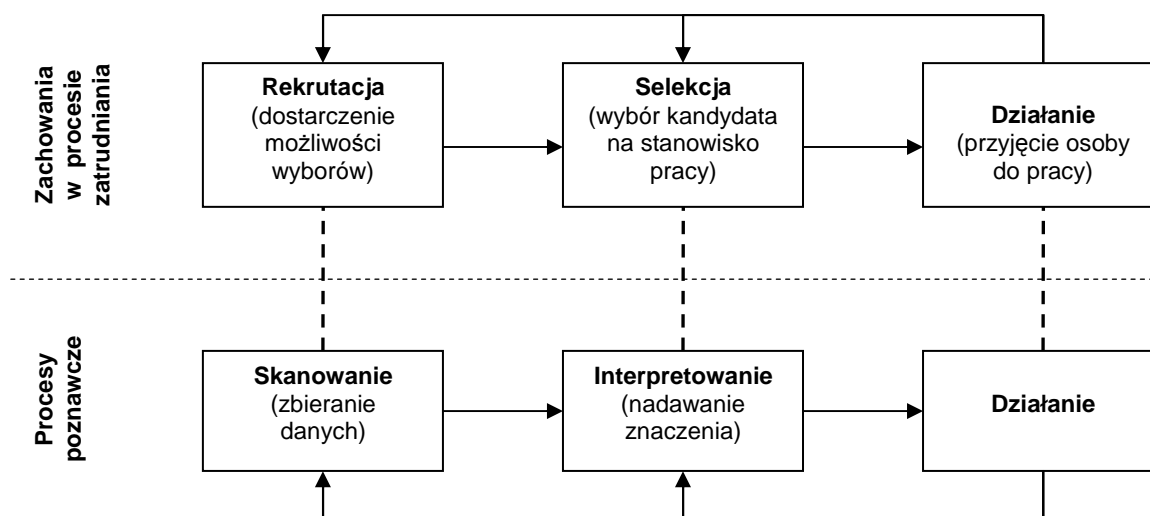 Zachowania
w procesie
zatrudniania
Rekrutacja
(dostarczenie
możliwości
wyborów)
Selekcja
(wybór kandydata
na stanowisko
pracy)
Działanie
(przyjęcie osoby
do pracy)
Procesy
poznawcze
Skanowanie
(zbieranie
danych)
Interpretowanie
(nadawanie
znaczenia)
Działanie